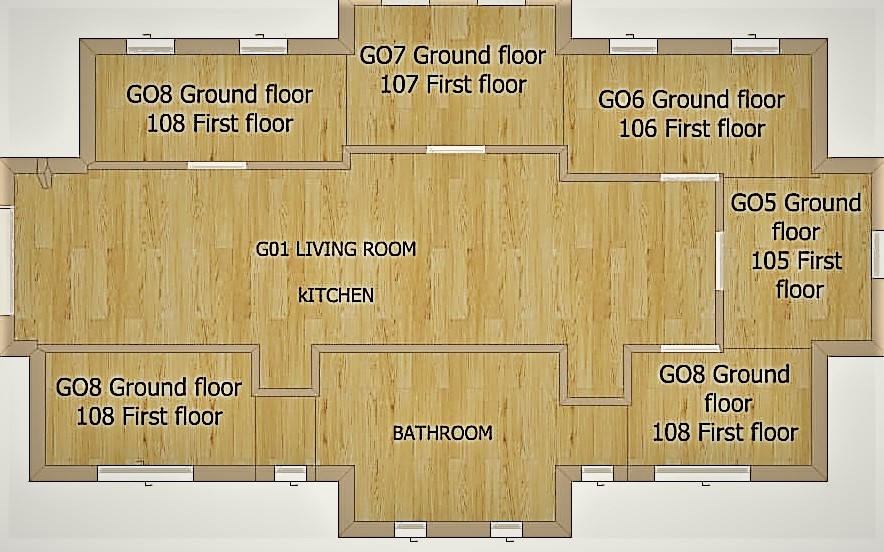 GO7 Ground floor
107 First floor
GO8 Ground floor
108 First floor
GO6 Ground floor
106 First floor
GO5 Ground
floor
105 First
floor
G01 LIVING ROOM
kITCHEN
GO8 Ground floor
108 First floor
BATHROOM
GO8 Ground
floor
108 First floor